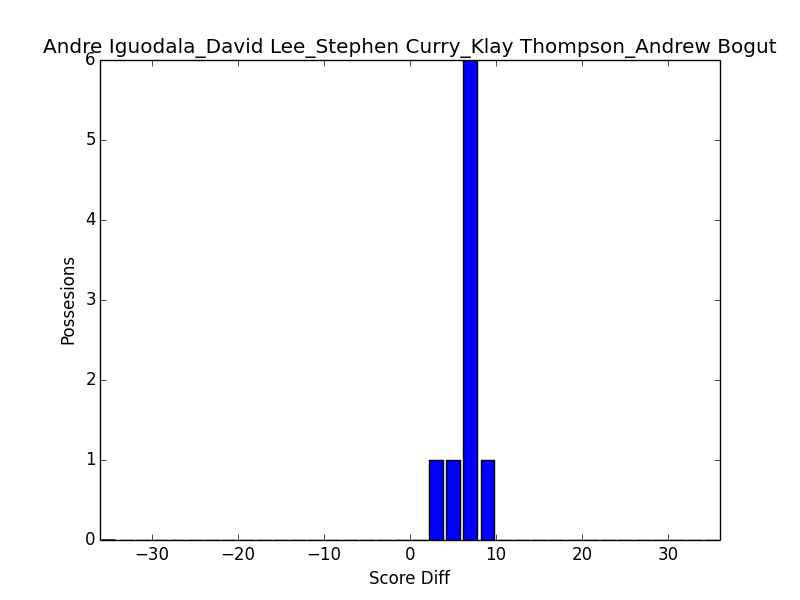 Andre Iguodala_David Lee_Stephen Curry_Klay Thompson_Andrew Bogut
6
5
4
3
2
1
0
Possesions
−30 −20 −10 0 10 20 30
Score Diff